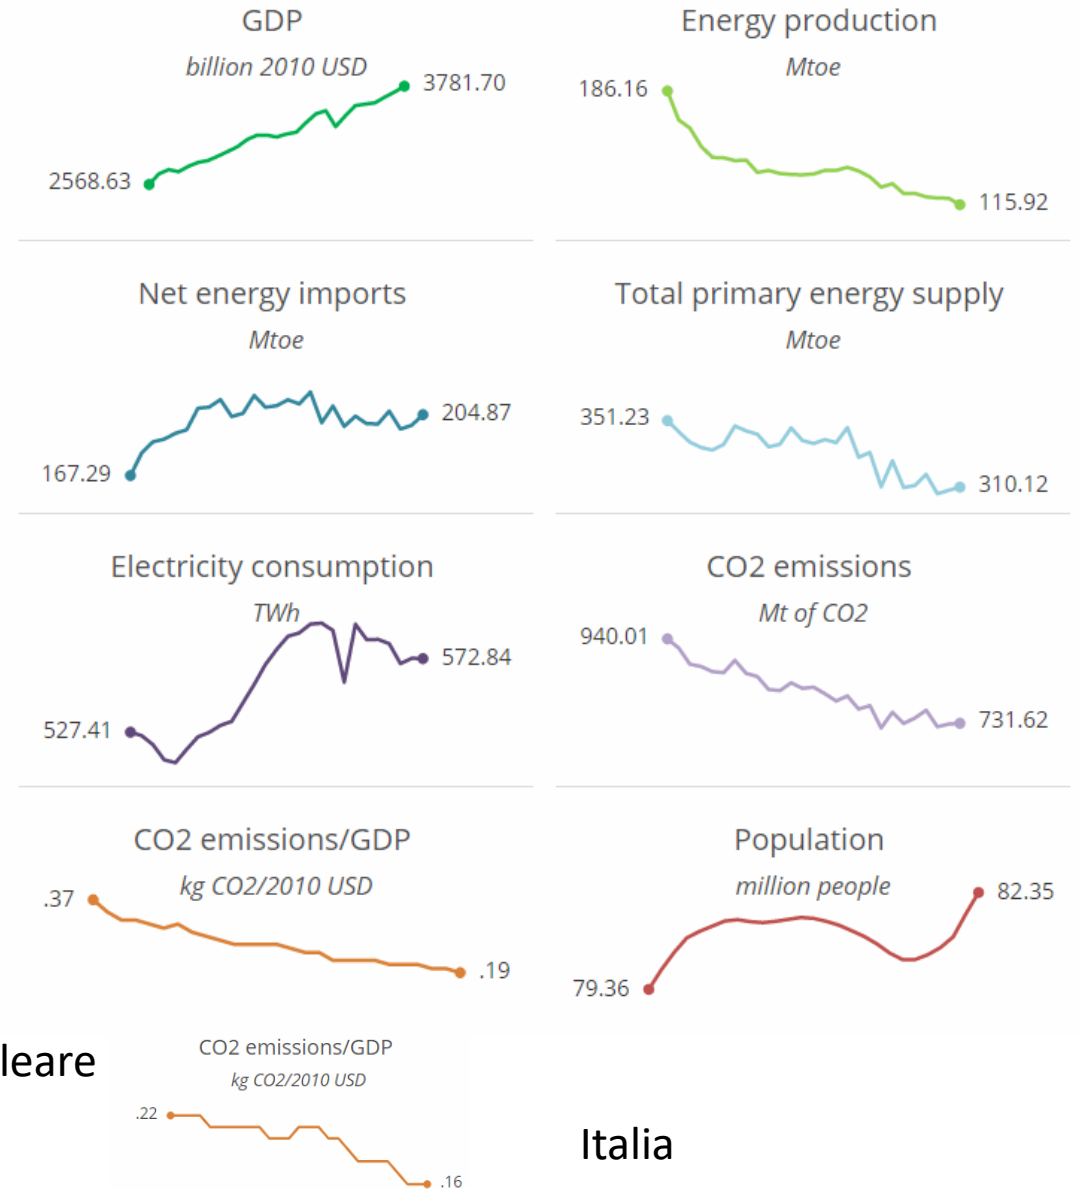 GDP
billion 2010 USD
3781.70
2568.63
Energy production
Mtoe
186.16
115.92
Net energy imports
Mtoe
204.87
167.29
Total primary energy supply
Mtoe
351.23
310.12
Electricity consumption
TWh
572.84
527.41
CO2 emissions
Mt of CO2
940.01
731.62
CO2 emissions/GDP
kg CO2/2010 USD
.37
.19
Population
million people
82.35
79.36
leare
CO2 emissions/GDP
kg CO2/2010 USD
.22
.16
Italia